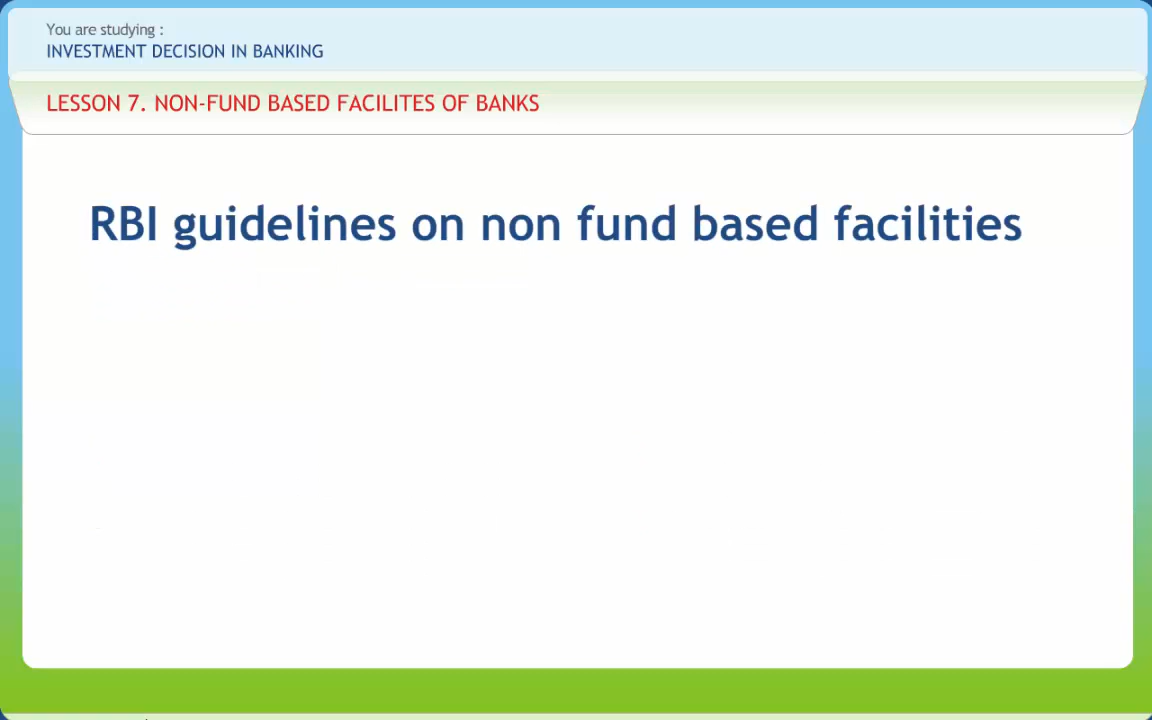 You are studying :
INVESTMENT DECISION IN BANKING
LESSON 7. NON-FUND BASED FACILITES OF BANKS
RBI guidelines on non fund based facilities